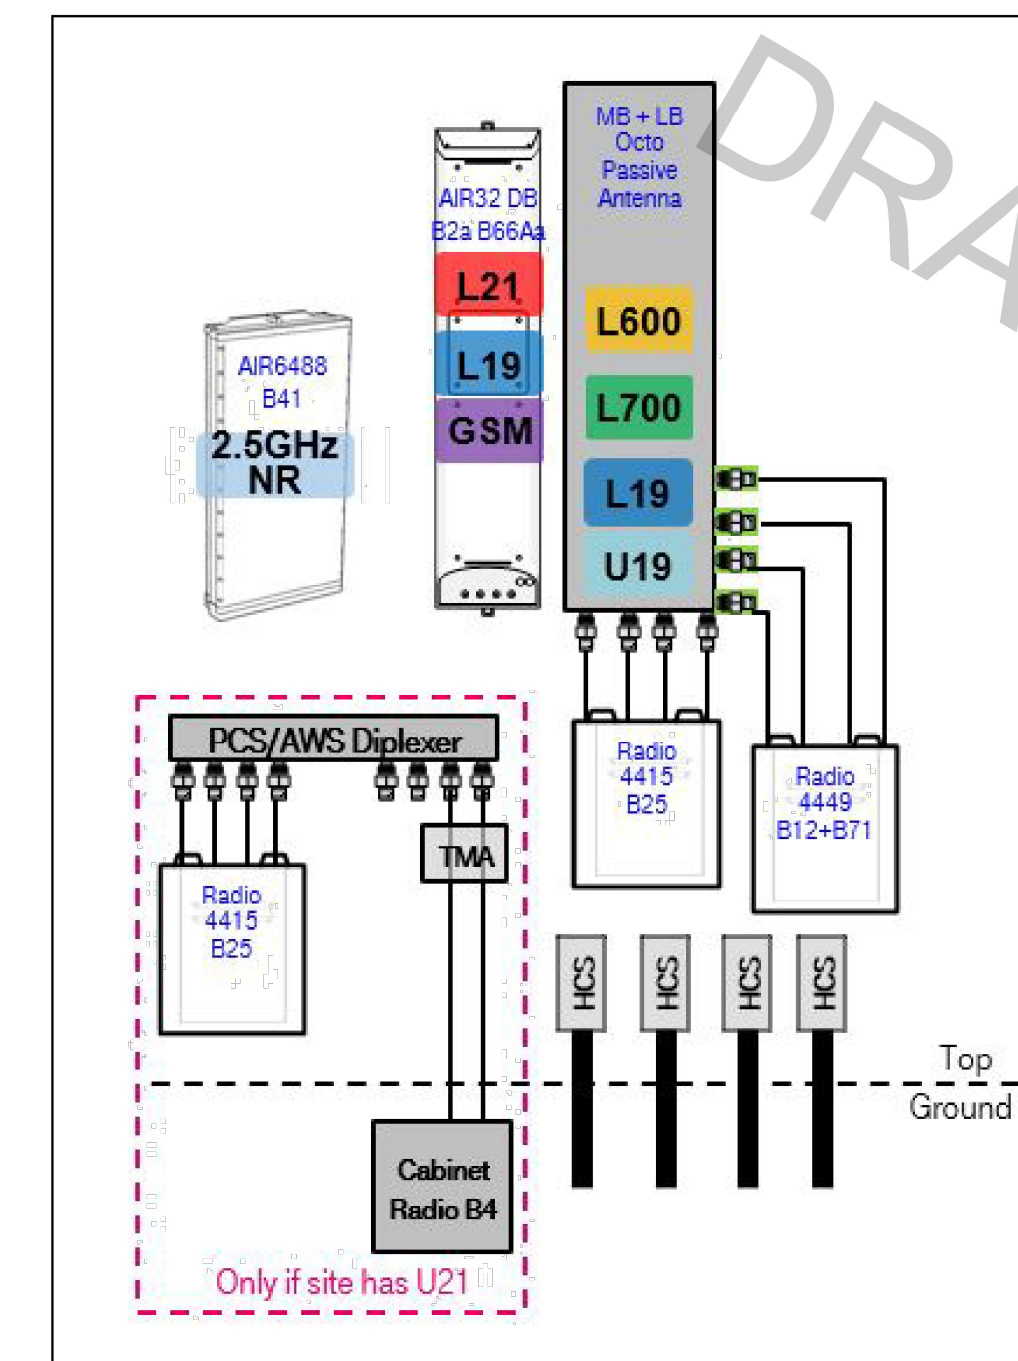 DRA
MB + LB
Octo
Passive
Antenna
AIR32 DB
B2a B66Aa
L21
L19
GSM
L600
L700
L19
U19
AIR6488
B41
2.5GHz
NR
PCS/AWS Diplexer
TMA
Radio
4415
B25
Radio
4415
B25
Radio
4449
B12+B71
HCS
HCS
HCS
HCS
Top
Ground
Cabinet
Radio B4
Only if site has U21